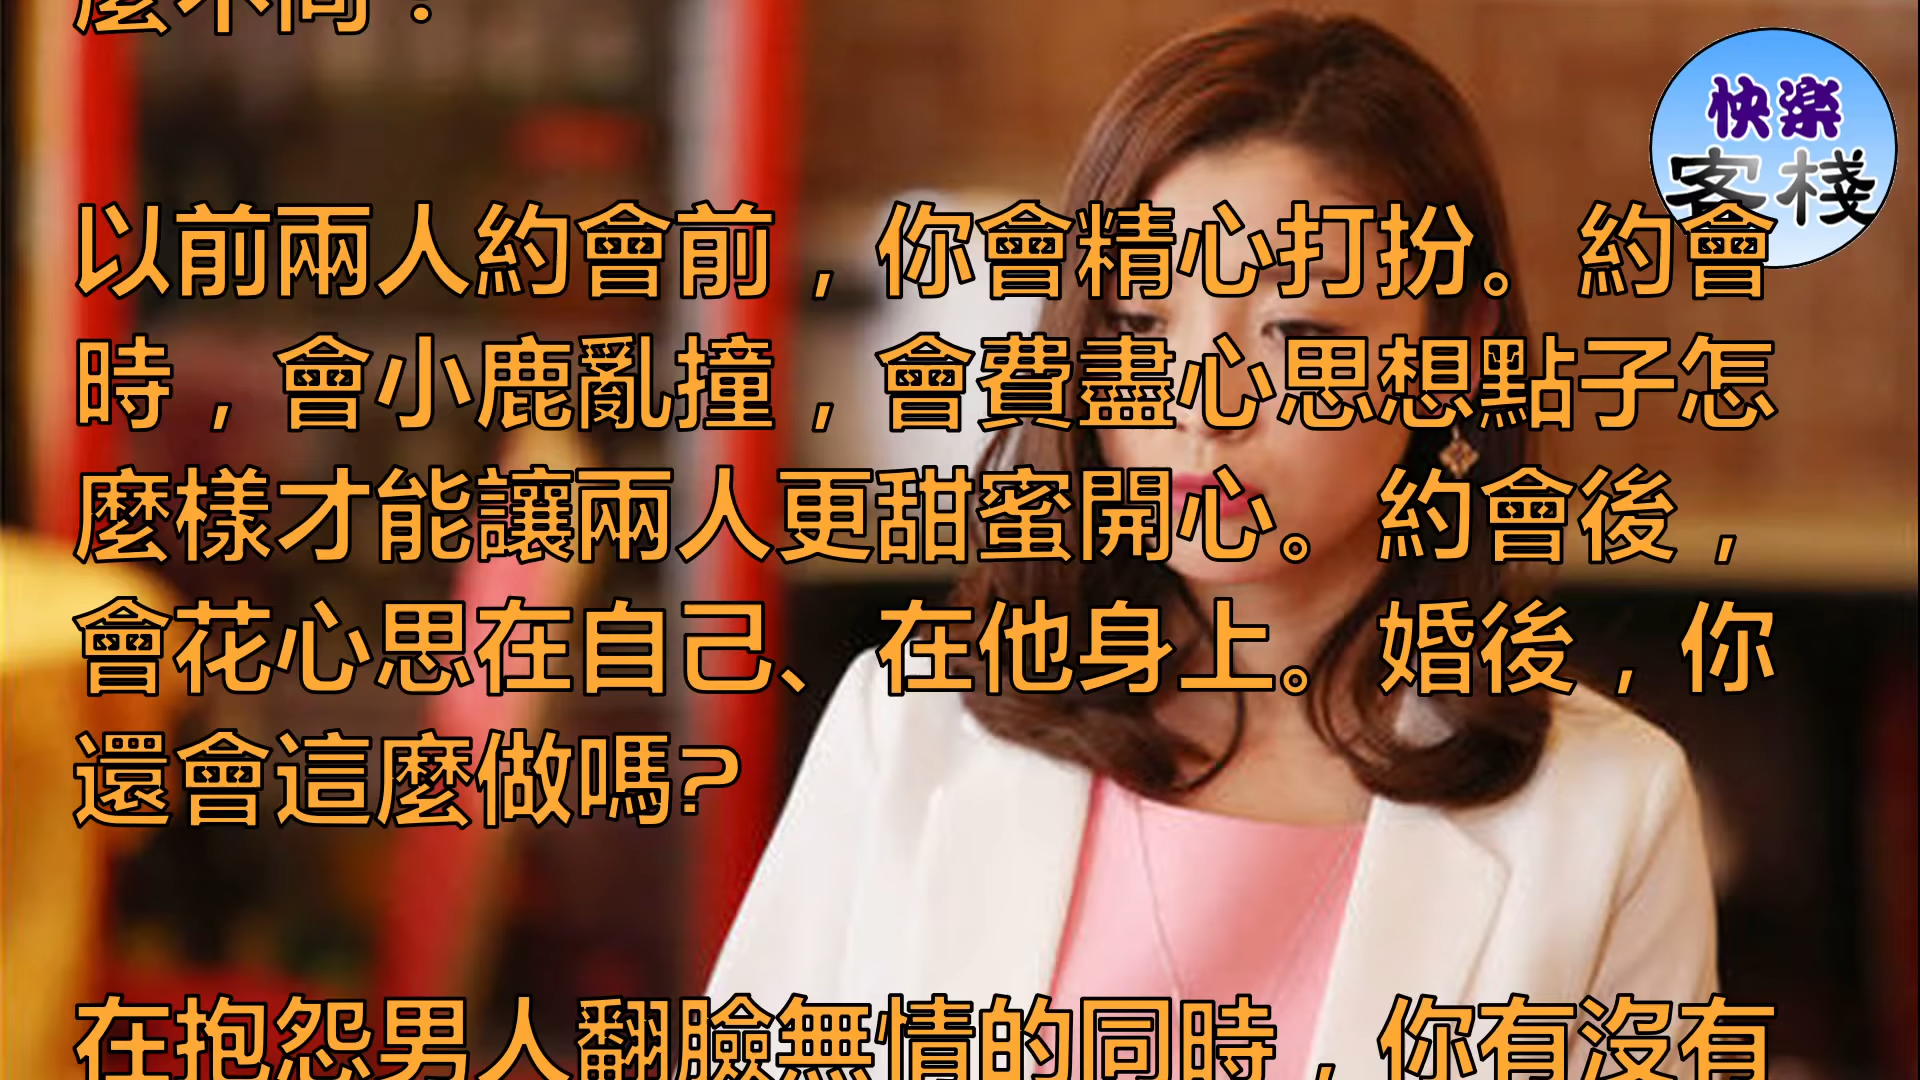 麼不同？
快樂
客棧
以前兩人約會前，你會精心打扮。約會
時，會小鹿亂撞，會費盡心思想點子怎
麼樣才能讓兩人更甜蜜開心。約會後，
會花心思在自己、在他身上。婚後，你
還會這麼做嗎?
在抱怨男人翻臉無情的同時，你有沒有